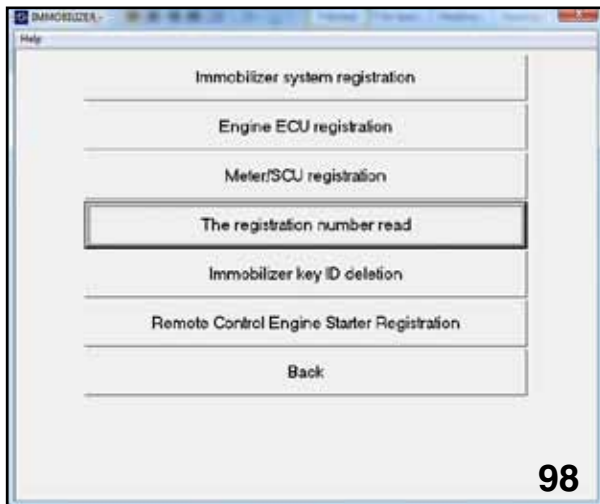 IMMOBILIZER -
Help
Immobilizer system registration
Engine ECU registration
Meter/SCU registration
The registration number read
Immobilizer key ID deletion
Remote Control Engine Starter Registration
Back
98